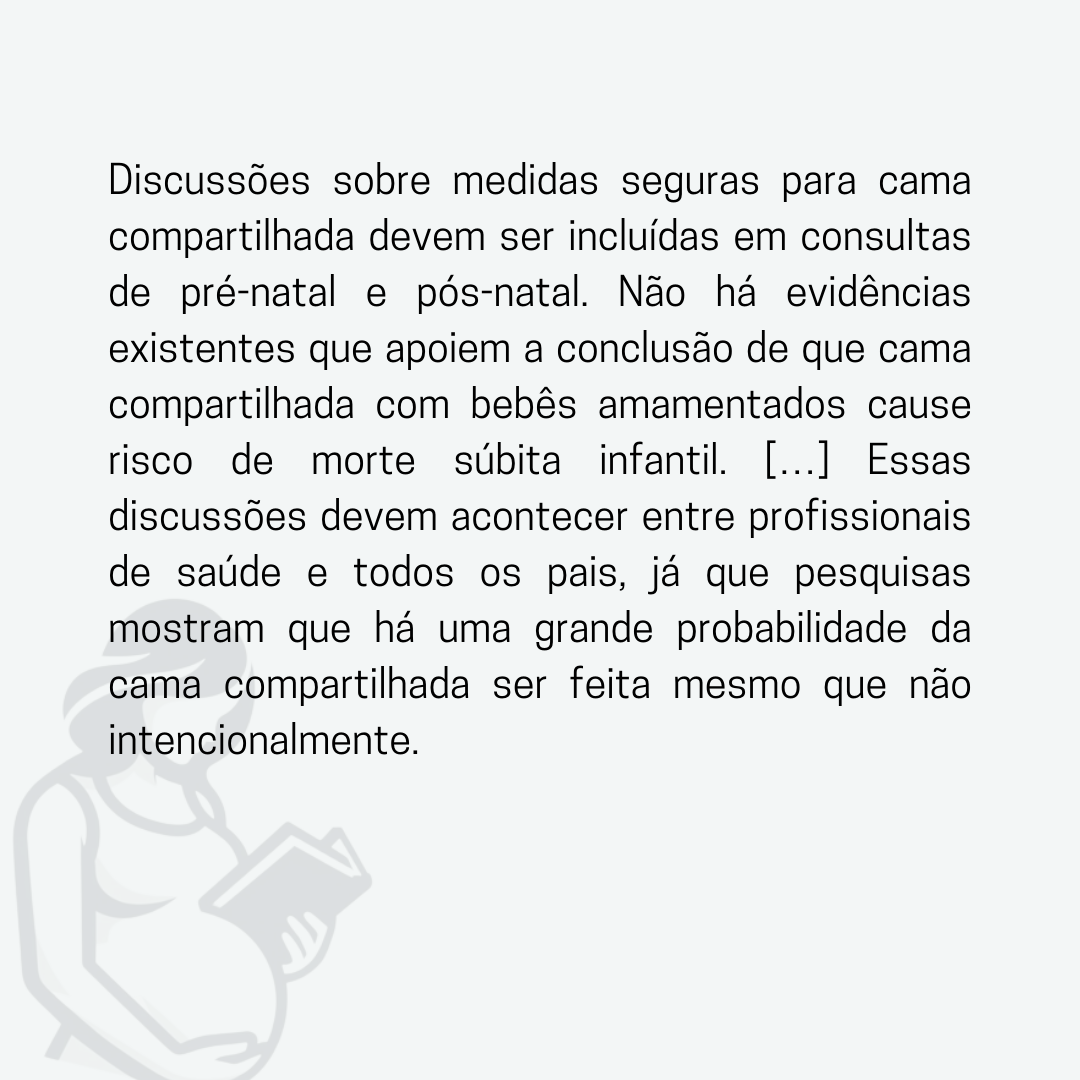 Discussões sobre medidas seguras para cama
compartilhada devem ser incluídas em consultas
de pré-natal e pós-natal. Não há evidências
existentes que apoiem a conclusão de que cama
compartilhada com bebês amamentados cause
risco de morte súbita infantil. [...] Essas
discussões devem acontecer entre profissionais
de saúde e todos os pais, já que pesquisas
mostram que há uma grande probabilidade da
cama compartilhada ser feita mesmo que não
intencionalmente.